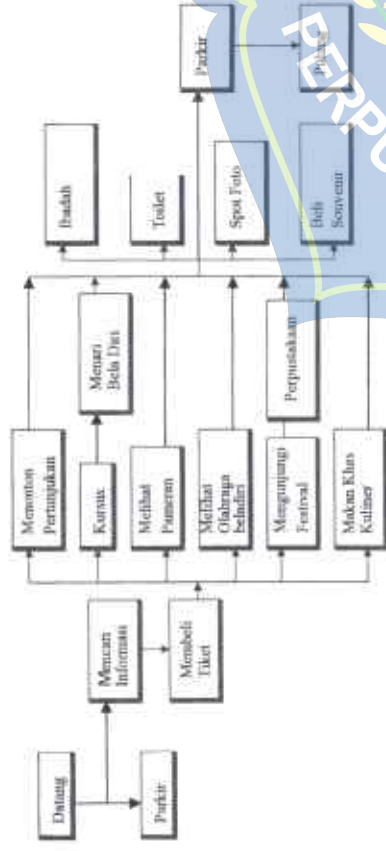 Datang
Parkir
Mencari
Informasi
Membeli
Tiket
Menonton
Pertunjukan
Kursus
Menari
Bela Diri
Melihat
Pameran
Melihat
Olahraga
beladiri
Mengunjungi
Festival
Perpustakaan
Makan Khas
Kuliner
Ibadah
Toilet
Spot Foto
Beli
Souvenir
Parkir
Pulang
PERPU